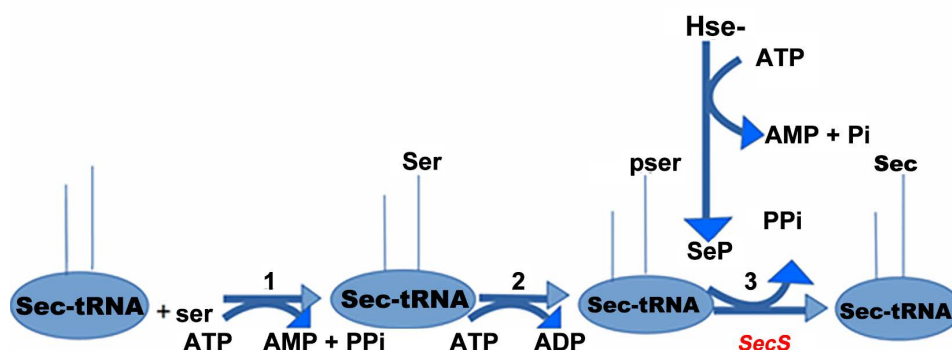 Hse-
ATP
AMP + Pi
Ser
pser
Sec
SeP
PPi
Sec-tRNA
+ ser
1
Sec-tRNA
2
Sec-tRNA
3
Sec-tRNA
ATP
AMP + PPi
ATP
ADP
SecS